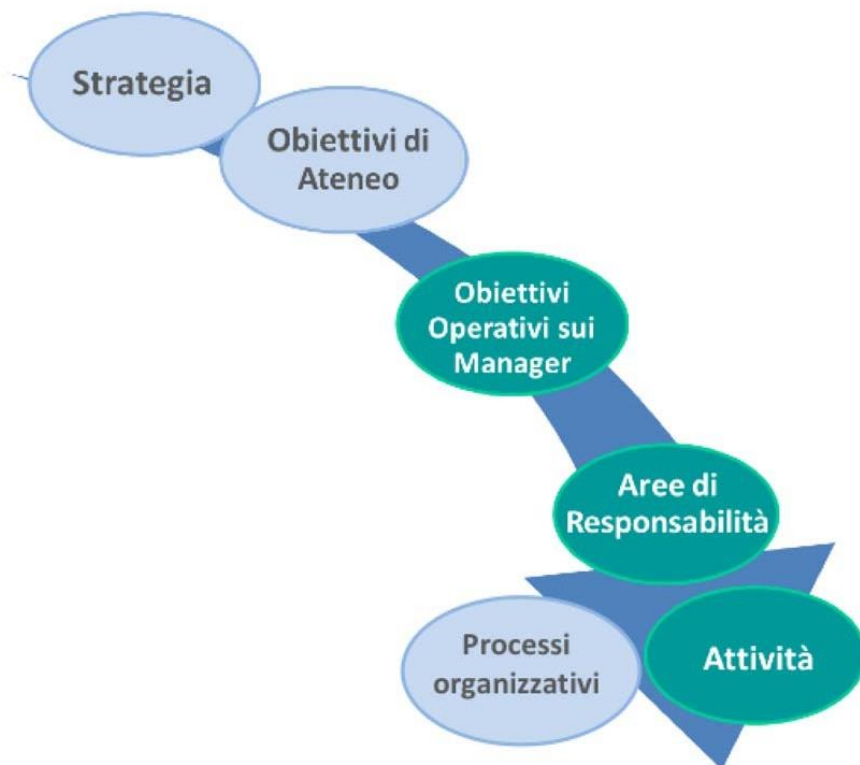 Strategia
Obiettivi di
Ateneo
Obiettivi
Operativi sui
Manager
Aree di
Responsabilità
Processi
organizzativi
Attività